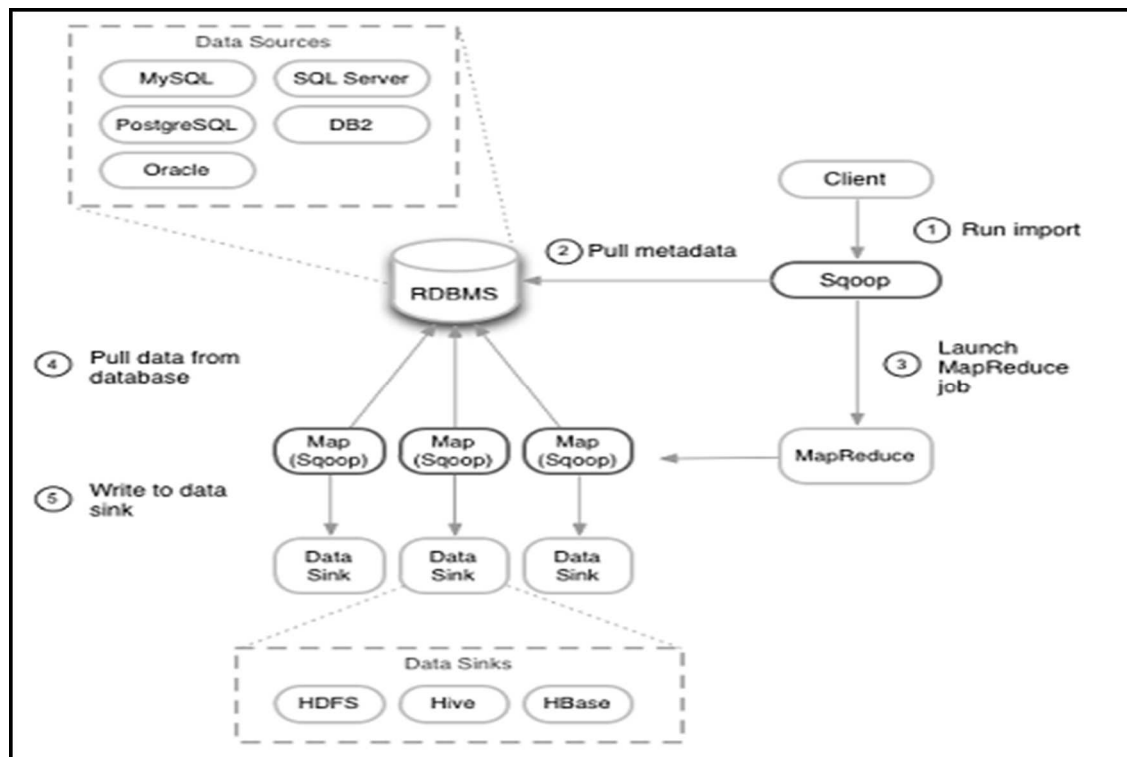 Data Sources
MySQL
SQL Server
PostgreSQL
DB2
Oracle
Client
1 Run import
2 Pull metadata
Sqoop
RDBMS
4 Pull data from
database
3 Launch
MapReduce
job
Map
(Sqoop)
Map
(Sqoop)
Map
(Sqoop)
MapReduce
5 Write to data
sink
Data
Sink
Data
Sink
Data
Sink
Data Sinks
HDFS
Hive
HBase